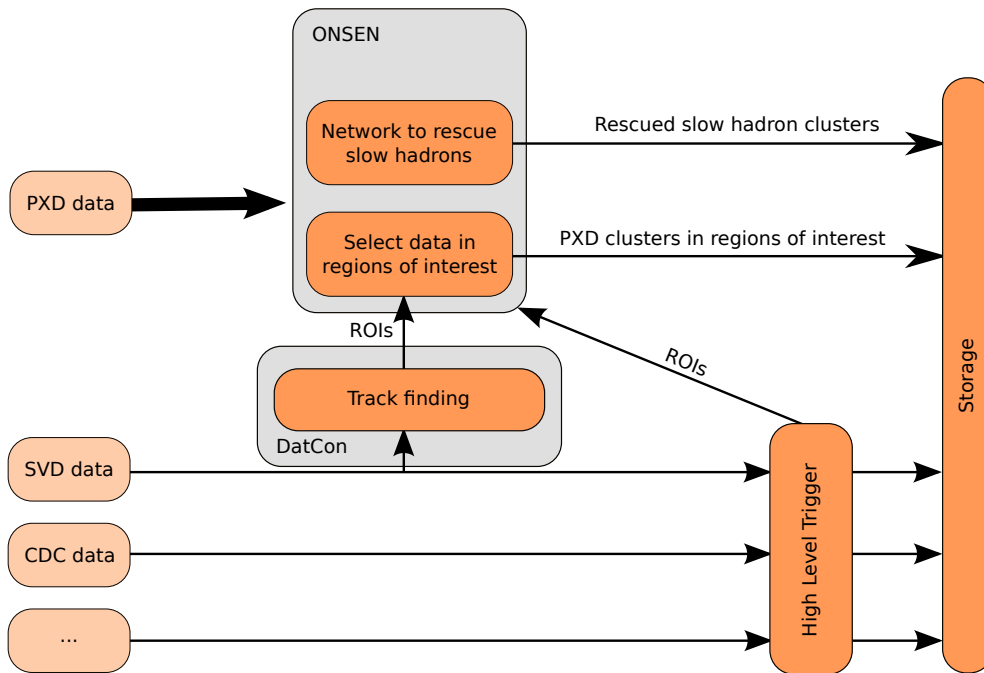 ONSEN
Network to rescue
slow hadrons
Rescued slow hadron clusters
PXD data
Select data in
regions of interest
PXD clusters in regions of interest
ROIs
ROIs
Track finding
DatCon
SVD data
CDC data
...
High Level Trigger
Storage